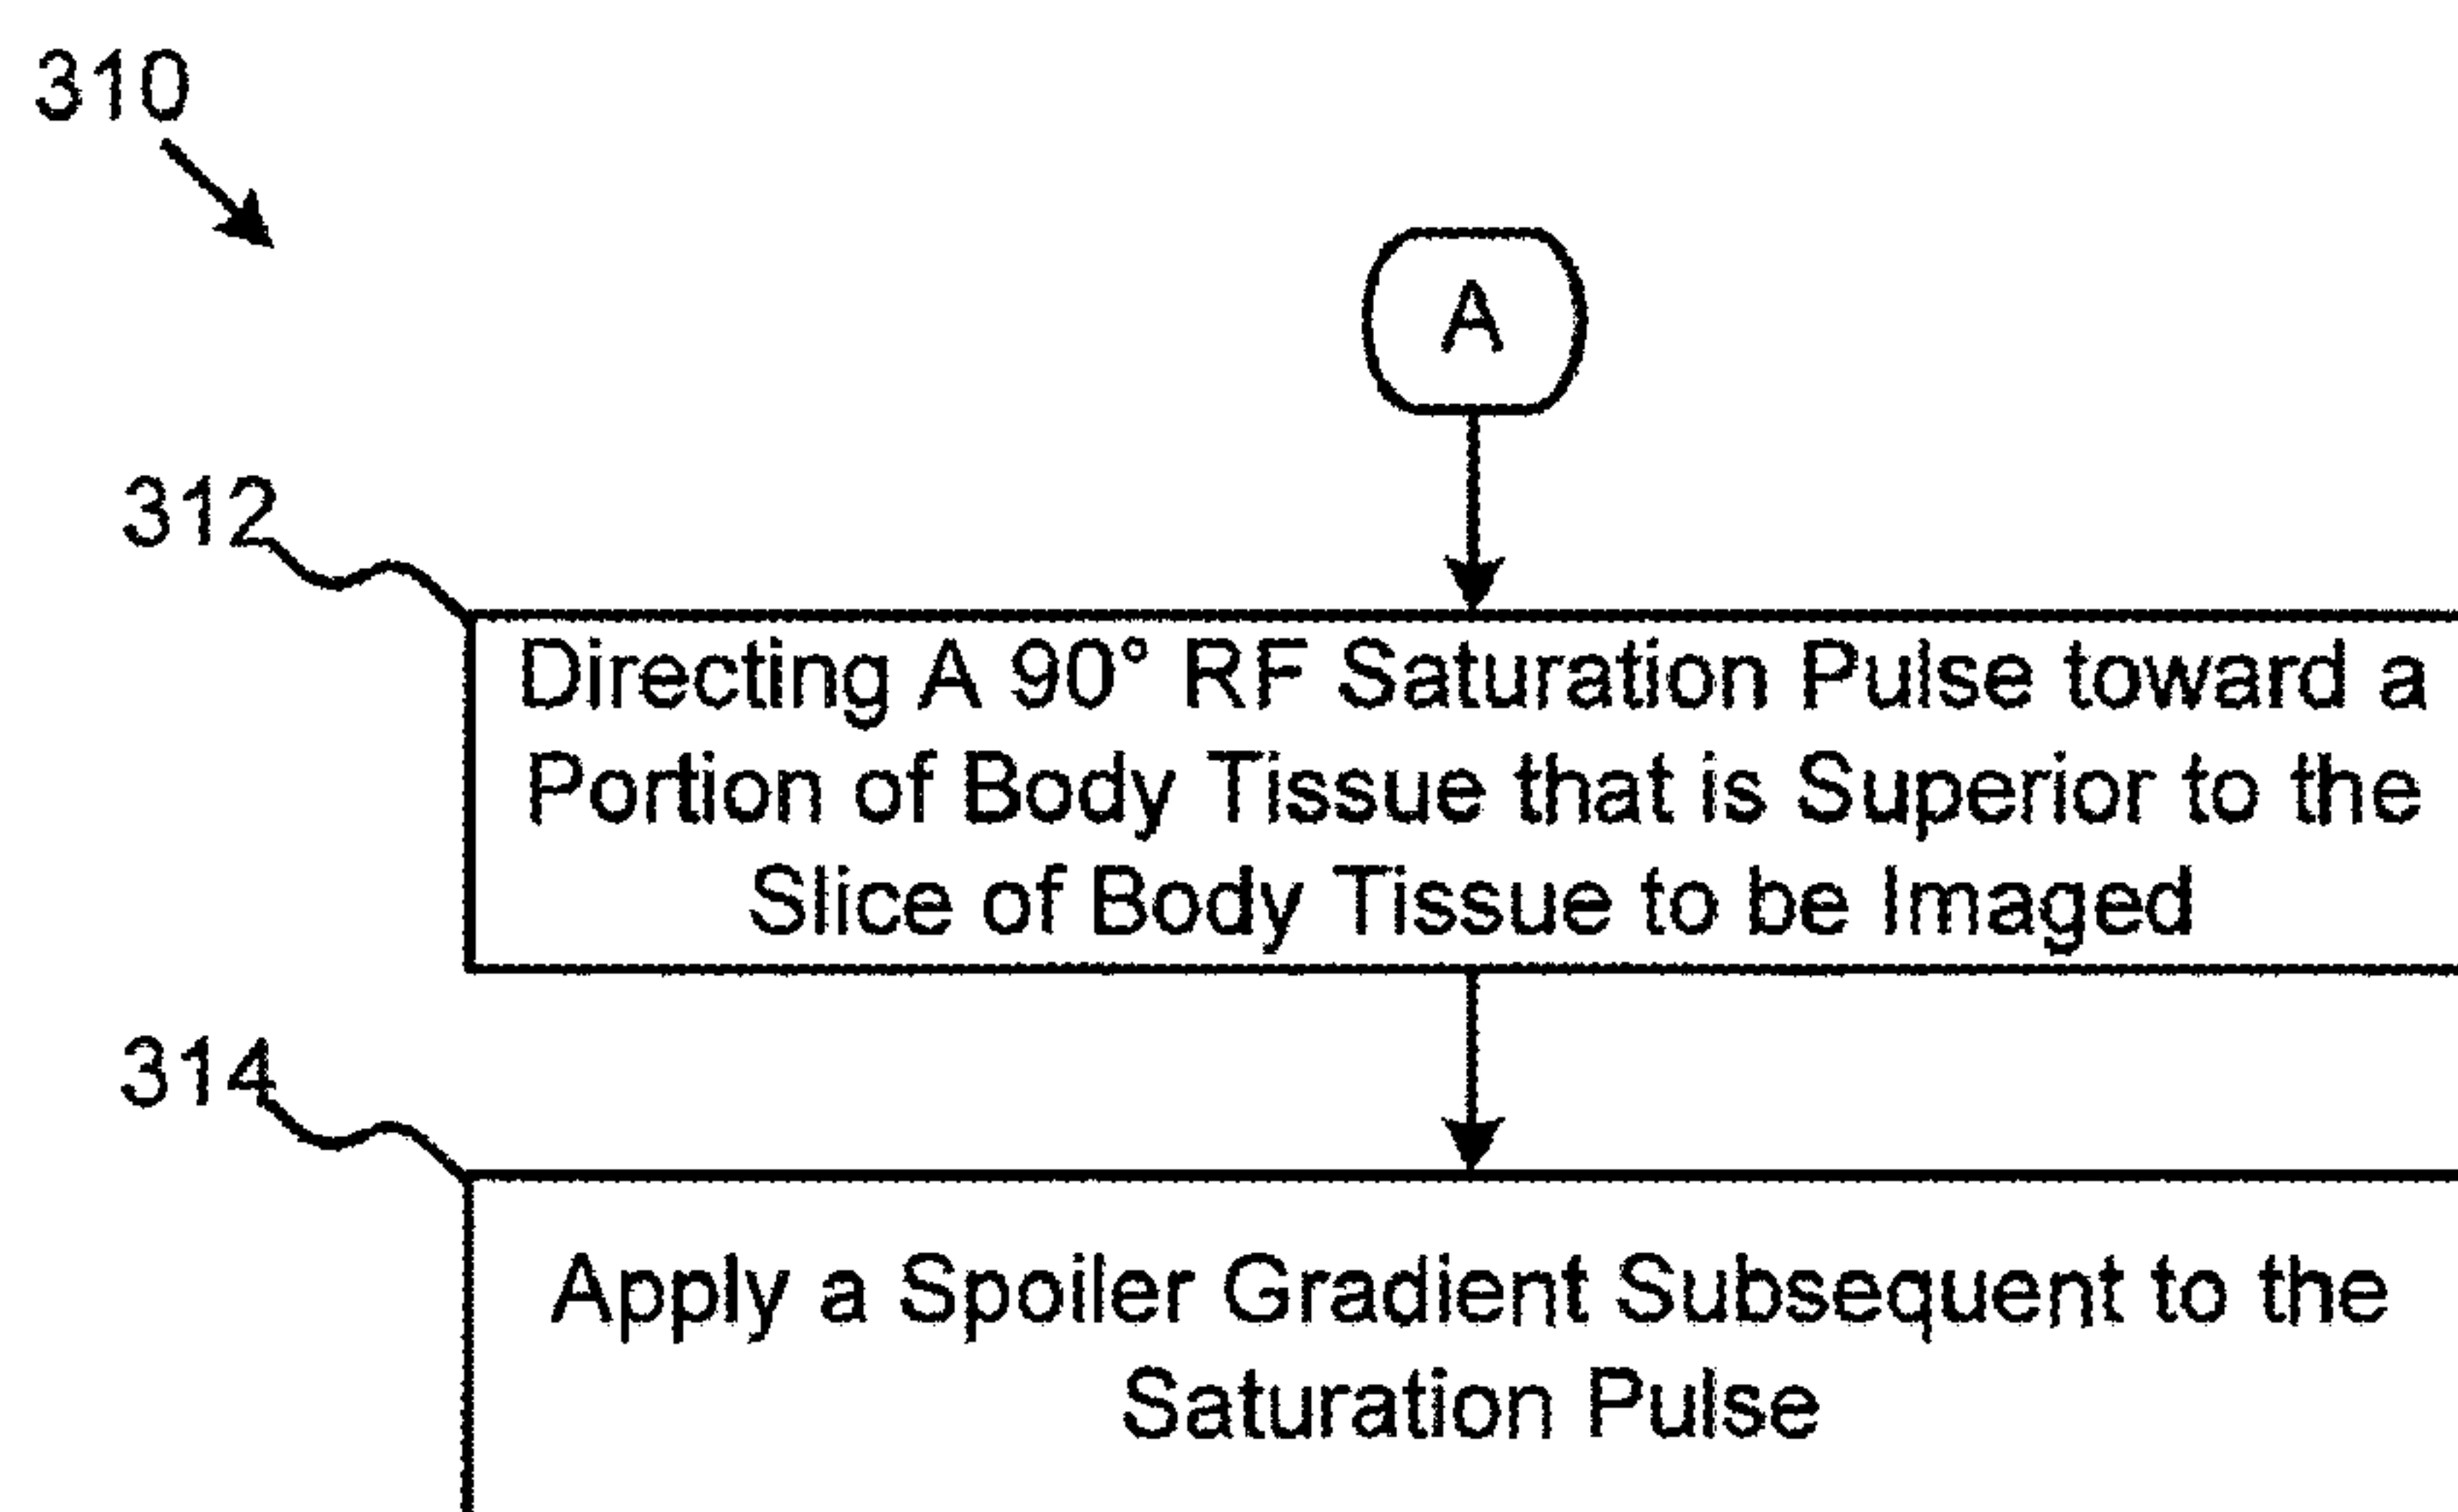 310
A
312
Directing A 90° RF Saturation Pulse toward a
Portion of Body Tissue that is Superior to the
Slice of Body Tissue to be Imaged
314
Apply a Spoiler Gradient Subsequent to the
Saturation Pulse